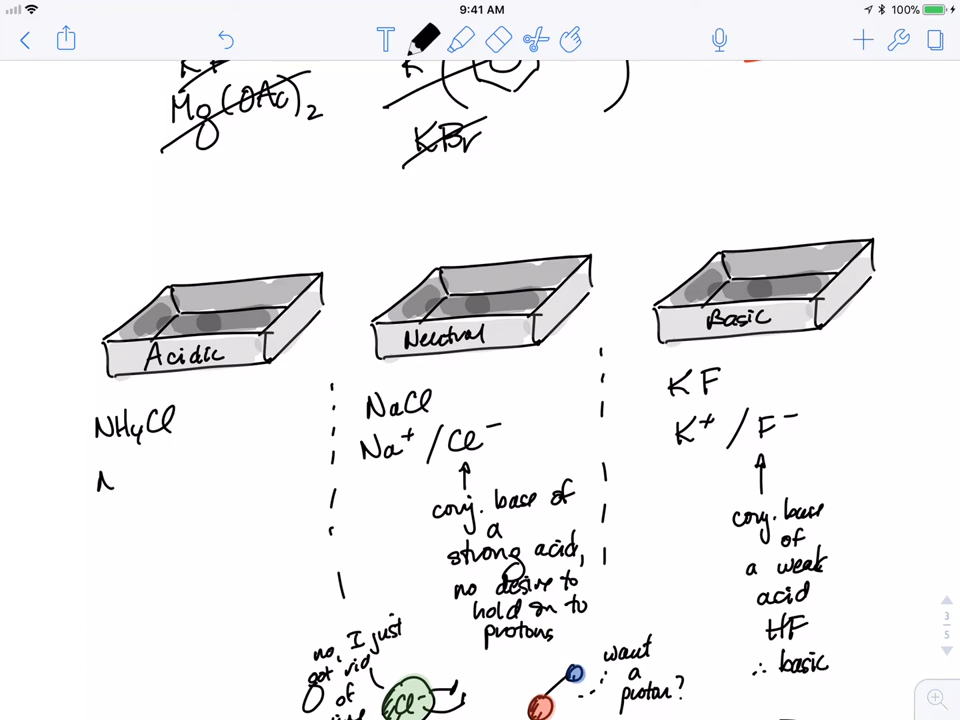 9:41 AM
100%
T
Mg(OAc)2
K ( )
KBr
Acidic
Neutral
Basic
NH4Cl
N
NaCl
Na+ / Cl-
conj. base of
a
strong acid,
no desire to
hold on to
protons
KF
K+ / F-
conj. base
of
a weak
acid
HF
∴ basic
no, I just
got rid
of
Cl-
want
a
proton?
3
5